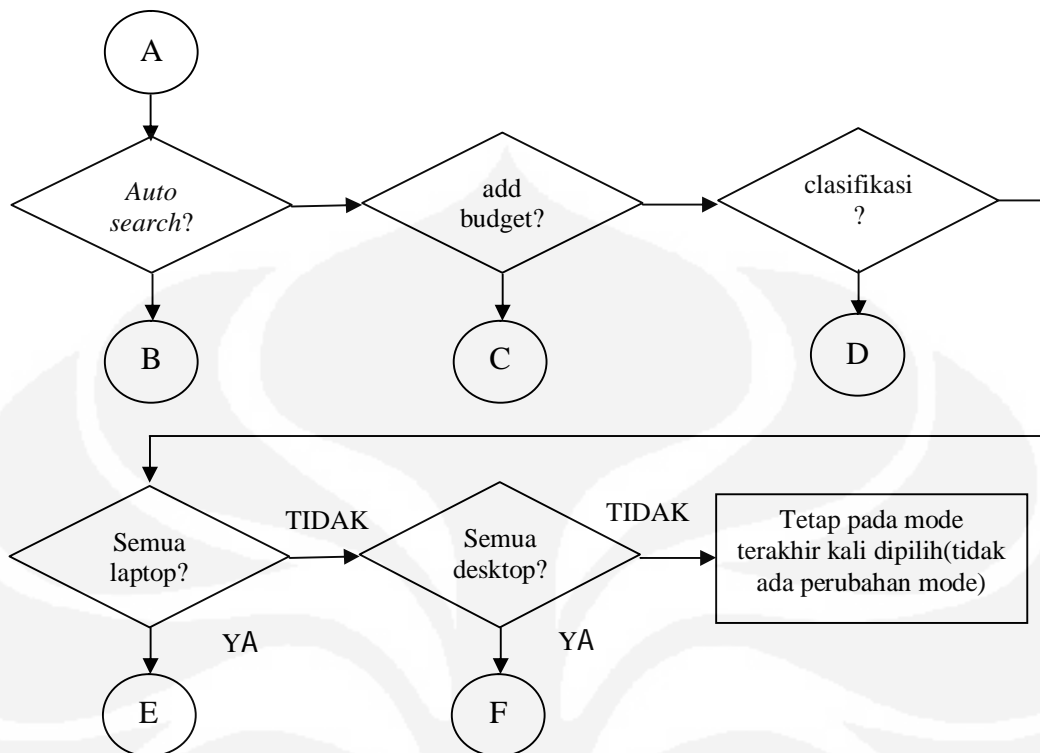 A
Auto
search?
add
budget?
clasifikasi
?
B
C
D
Semua
laptop?
TIDAK
Semua
desktop?
TIDAK
Tetap pada mode
terakhir kali dipilih(tidak
ada perubahan mode)
YA
YA
E
F